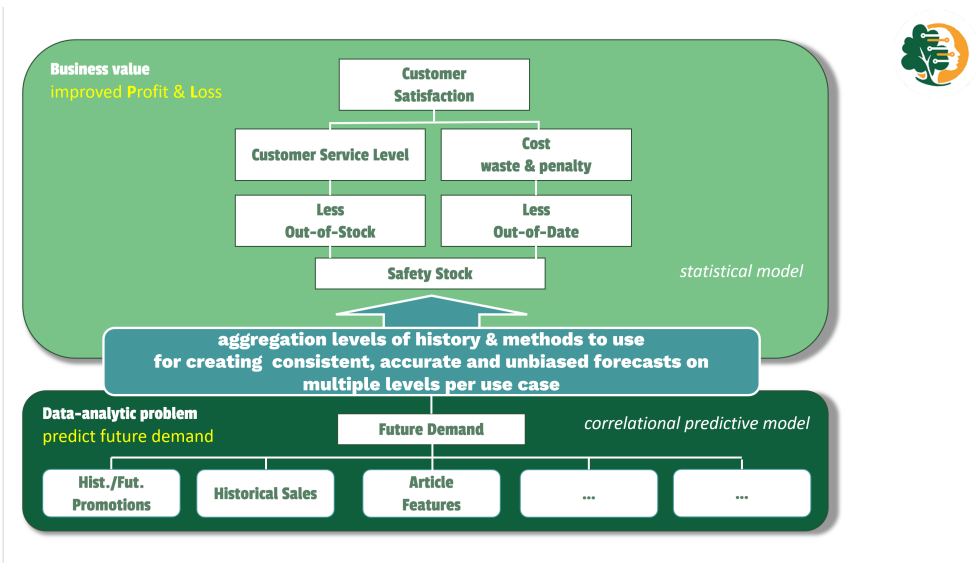 Business value
improved Profit & Loss
Customer
Satisfaction
Customer Service Level
Cost
waste & penalty
Less
Out-of-Stock
Less
Out-of-Date
Safety Stock
statistical model
aggregation levels of history & methods to use
for creating consistent, accurate and unbiased forecasts on
multiple levels per use case
Data-analytic problem
predict future demand
Future Demand
correlational predictive model
Hist./Fut.
Promotions
Historical Sales
Article
Features
...
...